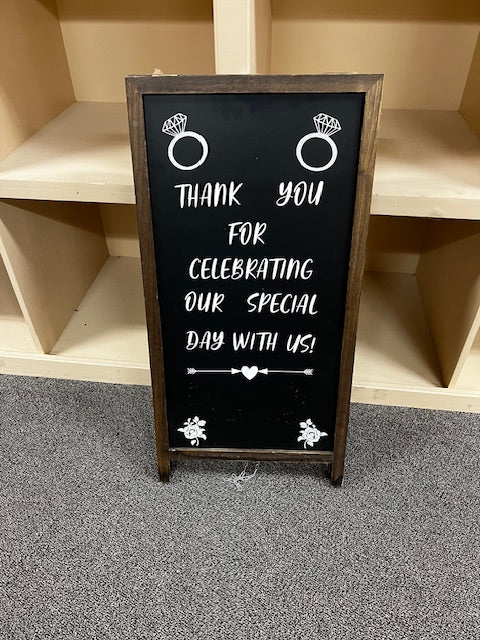 THANK YOU
FOR
CELEBRATING
OUR SPECIAL
DAY WITH US!